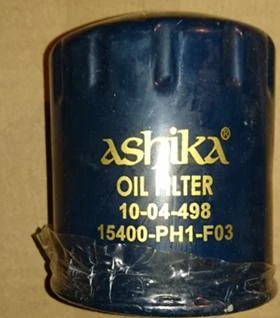 ashika®
OIL FILTER
10-04-498
15400-PH1-F03